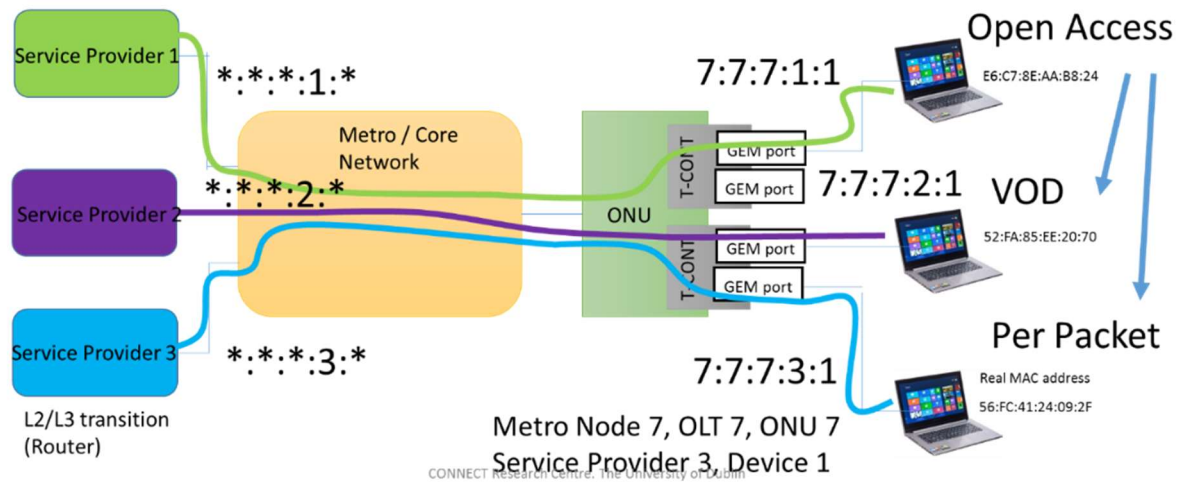 Service Provider 1
*:*:*:1:*
Metro / Core
Network
7:7:7:1:1
Open Access
E6:C7:8E:AA:B8:24
T-CONT
GEM port
GEM port
Service Provider 2
*:*:*:2:*
ONU
7:7:7:2:1
VOD
52:FA:85:EE:20:70
T-CONT
GEM port
GEM port
Service Provider 3
*:*:*:3:*
7:7:7:3:1
Per Packet
Real MAC address
56:FC:41:24:09:2F
L2/L3 transition
(Router)
Metro Node 7, OLT 7, ONU 7
Service Provider 3, Device 1
CONNECT Research Centre. The University of Dublin